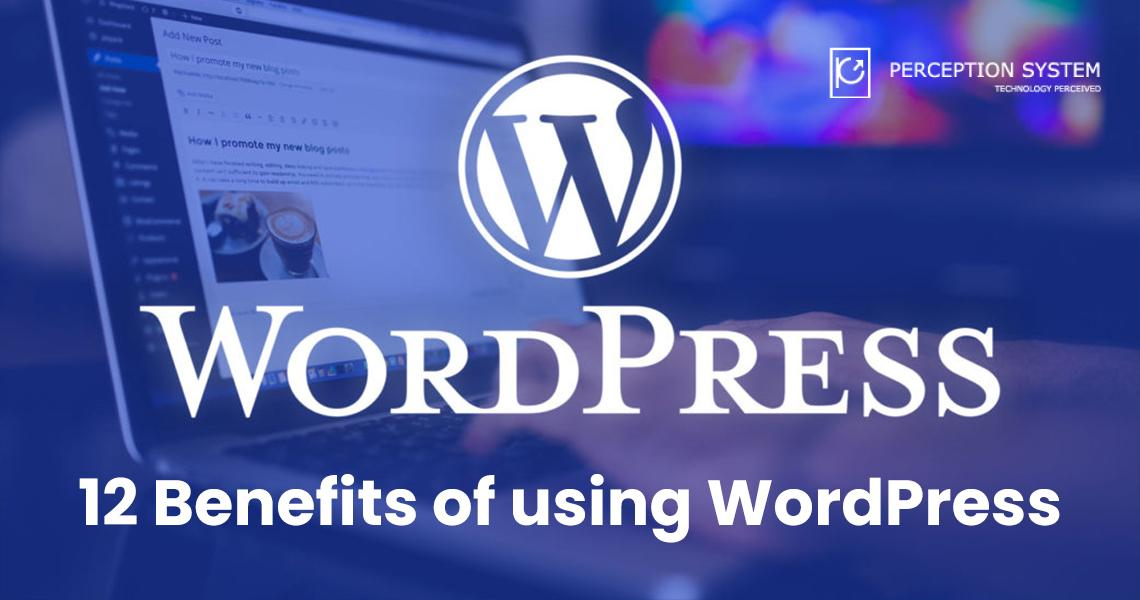 Add New Post
How I promote my new blog posts
How I promote my new blog posts
PERCEPTION SYSTEM
TECHNOLOGY PERCEIVED
WORDPRESS
12 Benefits of using WordPress